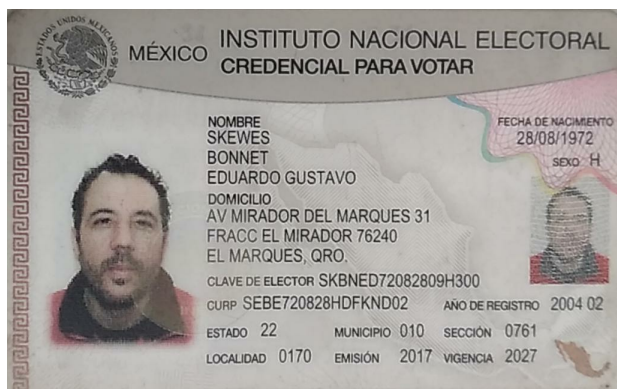 ESTADOS UNIDOS MEXICANOS
MÉXICO INSTITUTO NACIONAL ELECTORAL
CREDENCIAL PARA VOTAR
NOMBRE
SKEWES
BONNET
EDUARDO GUSTAVO
FECHA DE NACIMIENTO
28/08/1972
SEXO H
DOMICILIO
AV MIRADOR DEL MARQUES 31
FRACC EL MIRADOR 76240
EL MARQUES, QRO.
CLAVE DE ELECTOR SKBNED72082809H300
CURP SEBE720828HDFKND02 AÑO DE REGISTRO 2004 02
ESTADO 22 MUNICIPIO 010 SECCIÓN 0761
LOCALIDAD 0170 EMISIÓN 2017 VIGENCIA 2027